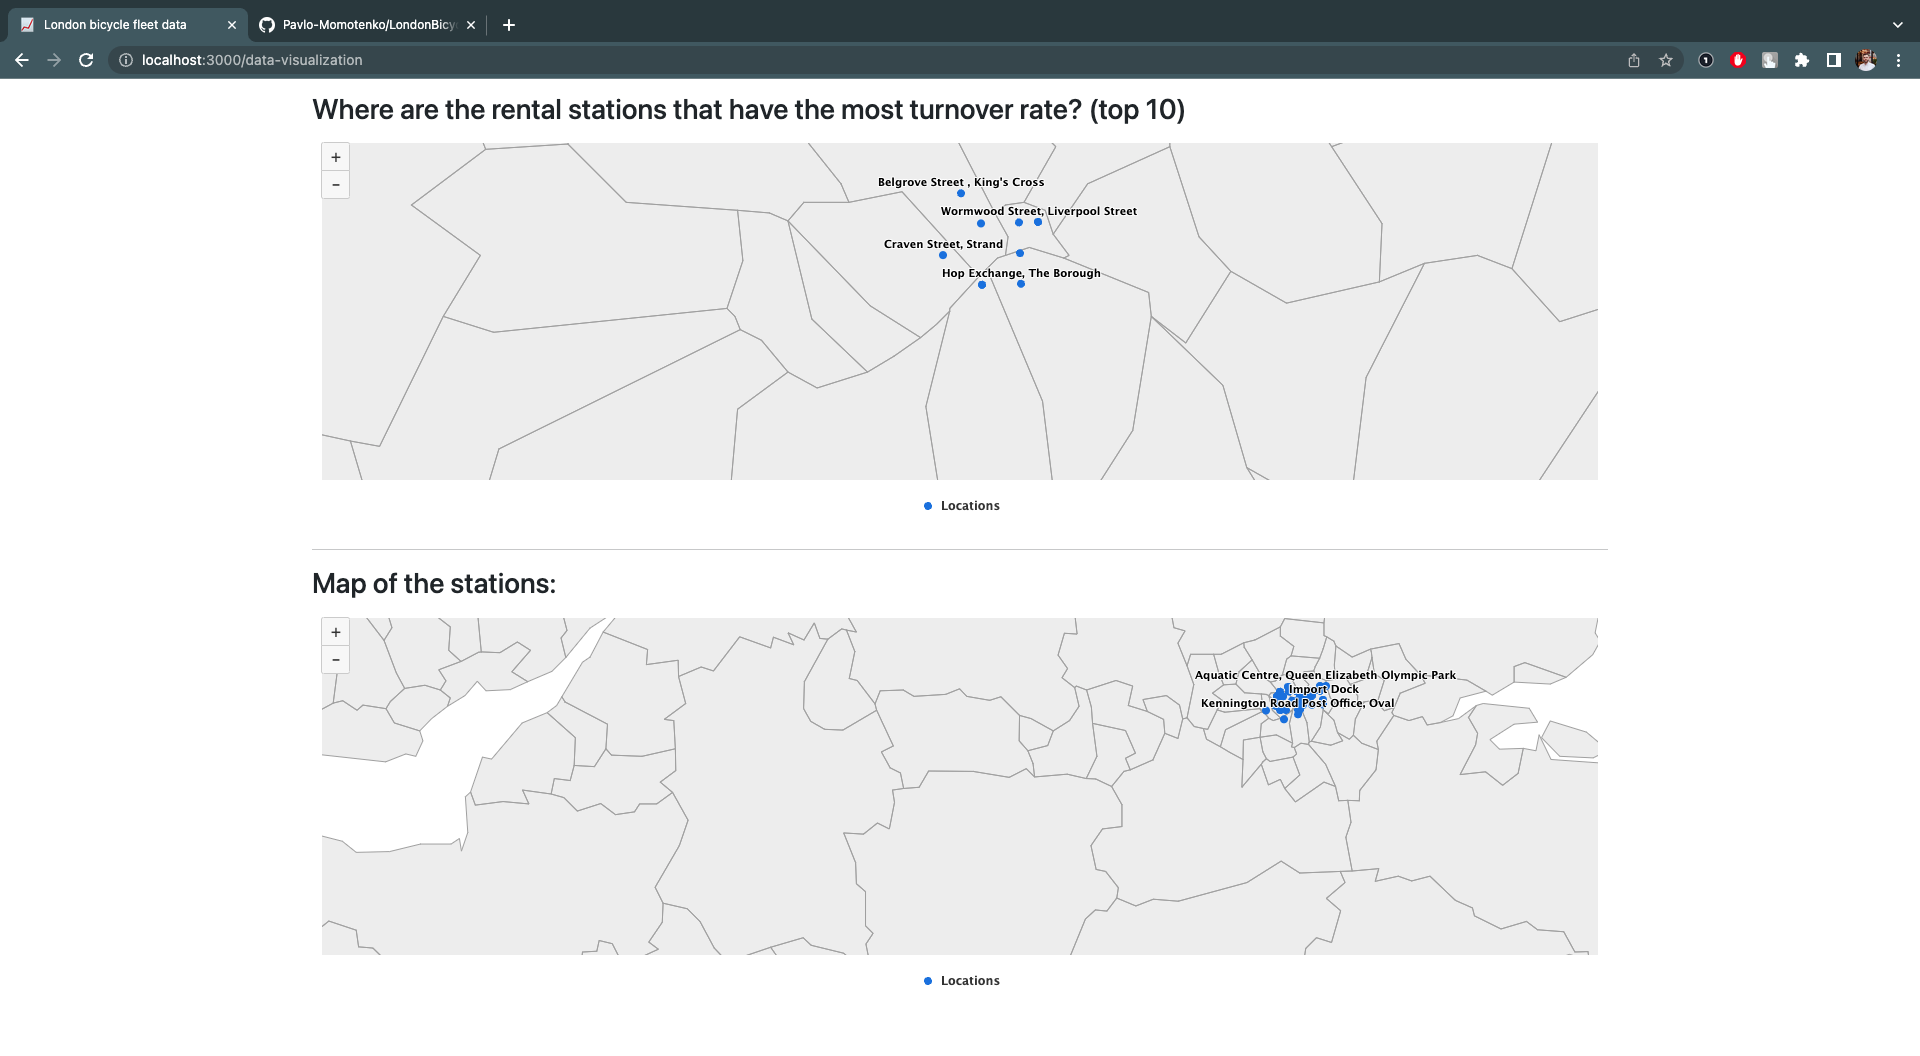 London bicycle fleet data
Pavlo-Momotenko/LondonBicy
localhost:3000/data-visualization
Where are the rental stations that have the most turnover rate? (top 10)
+
-
Belgrove Street , King's Cross
Wormwood Street, Liverpool Street
Craven Street, Strand
Hop Exchange, The Borough
Locations
Map of the stations:
+
-
Aquatic Centre, Queen Elizabeth Olympic Park
Import Dock
Kennington Road Post Office, Oval
Locations